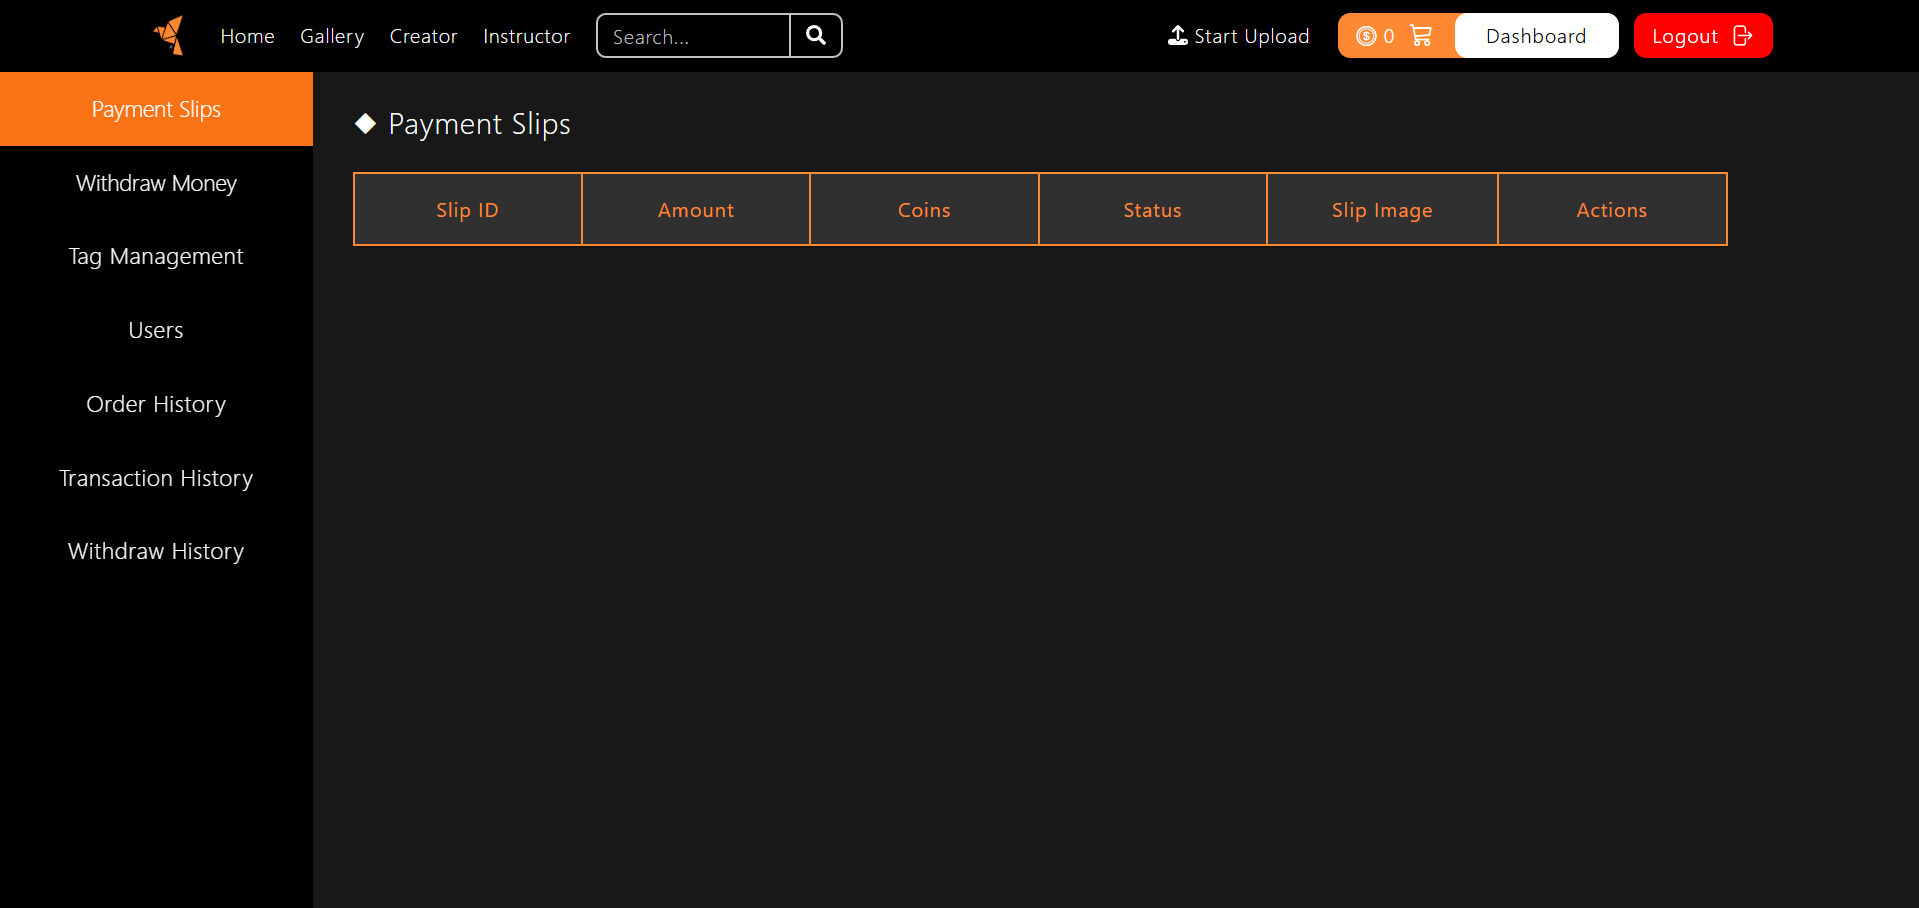 Home Gallery Creator Instructor Search... Start Upload 0 Dashboard Logout
Payment Slips
Withdraw Money
Tag Management
Users
Order History
Transaction History
Withdraw History
Payment Slips
Slip ID Amount Coins Status Slip Image Actions